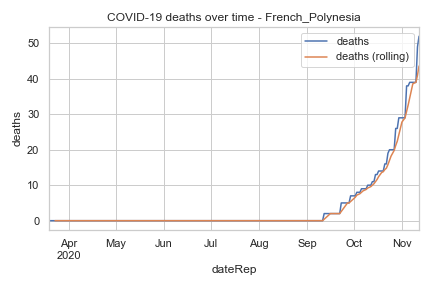 COVID-19 deaths over time - French_Polynesia
deaths
deaths (rolling)
50
40
30
20
10
0
deaths
Apr
2020
May
Jun
Jul
Aug
Sep
Oct
Nov
dateRep